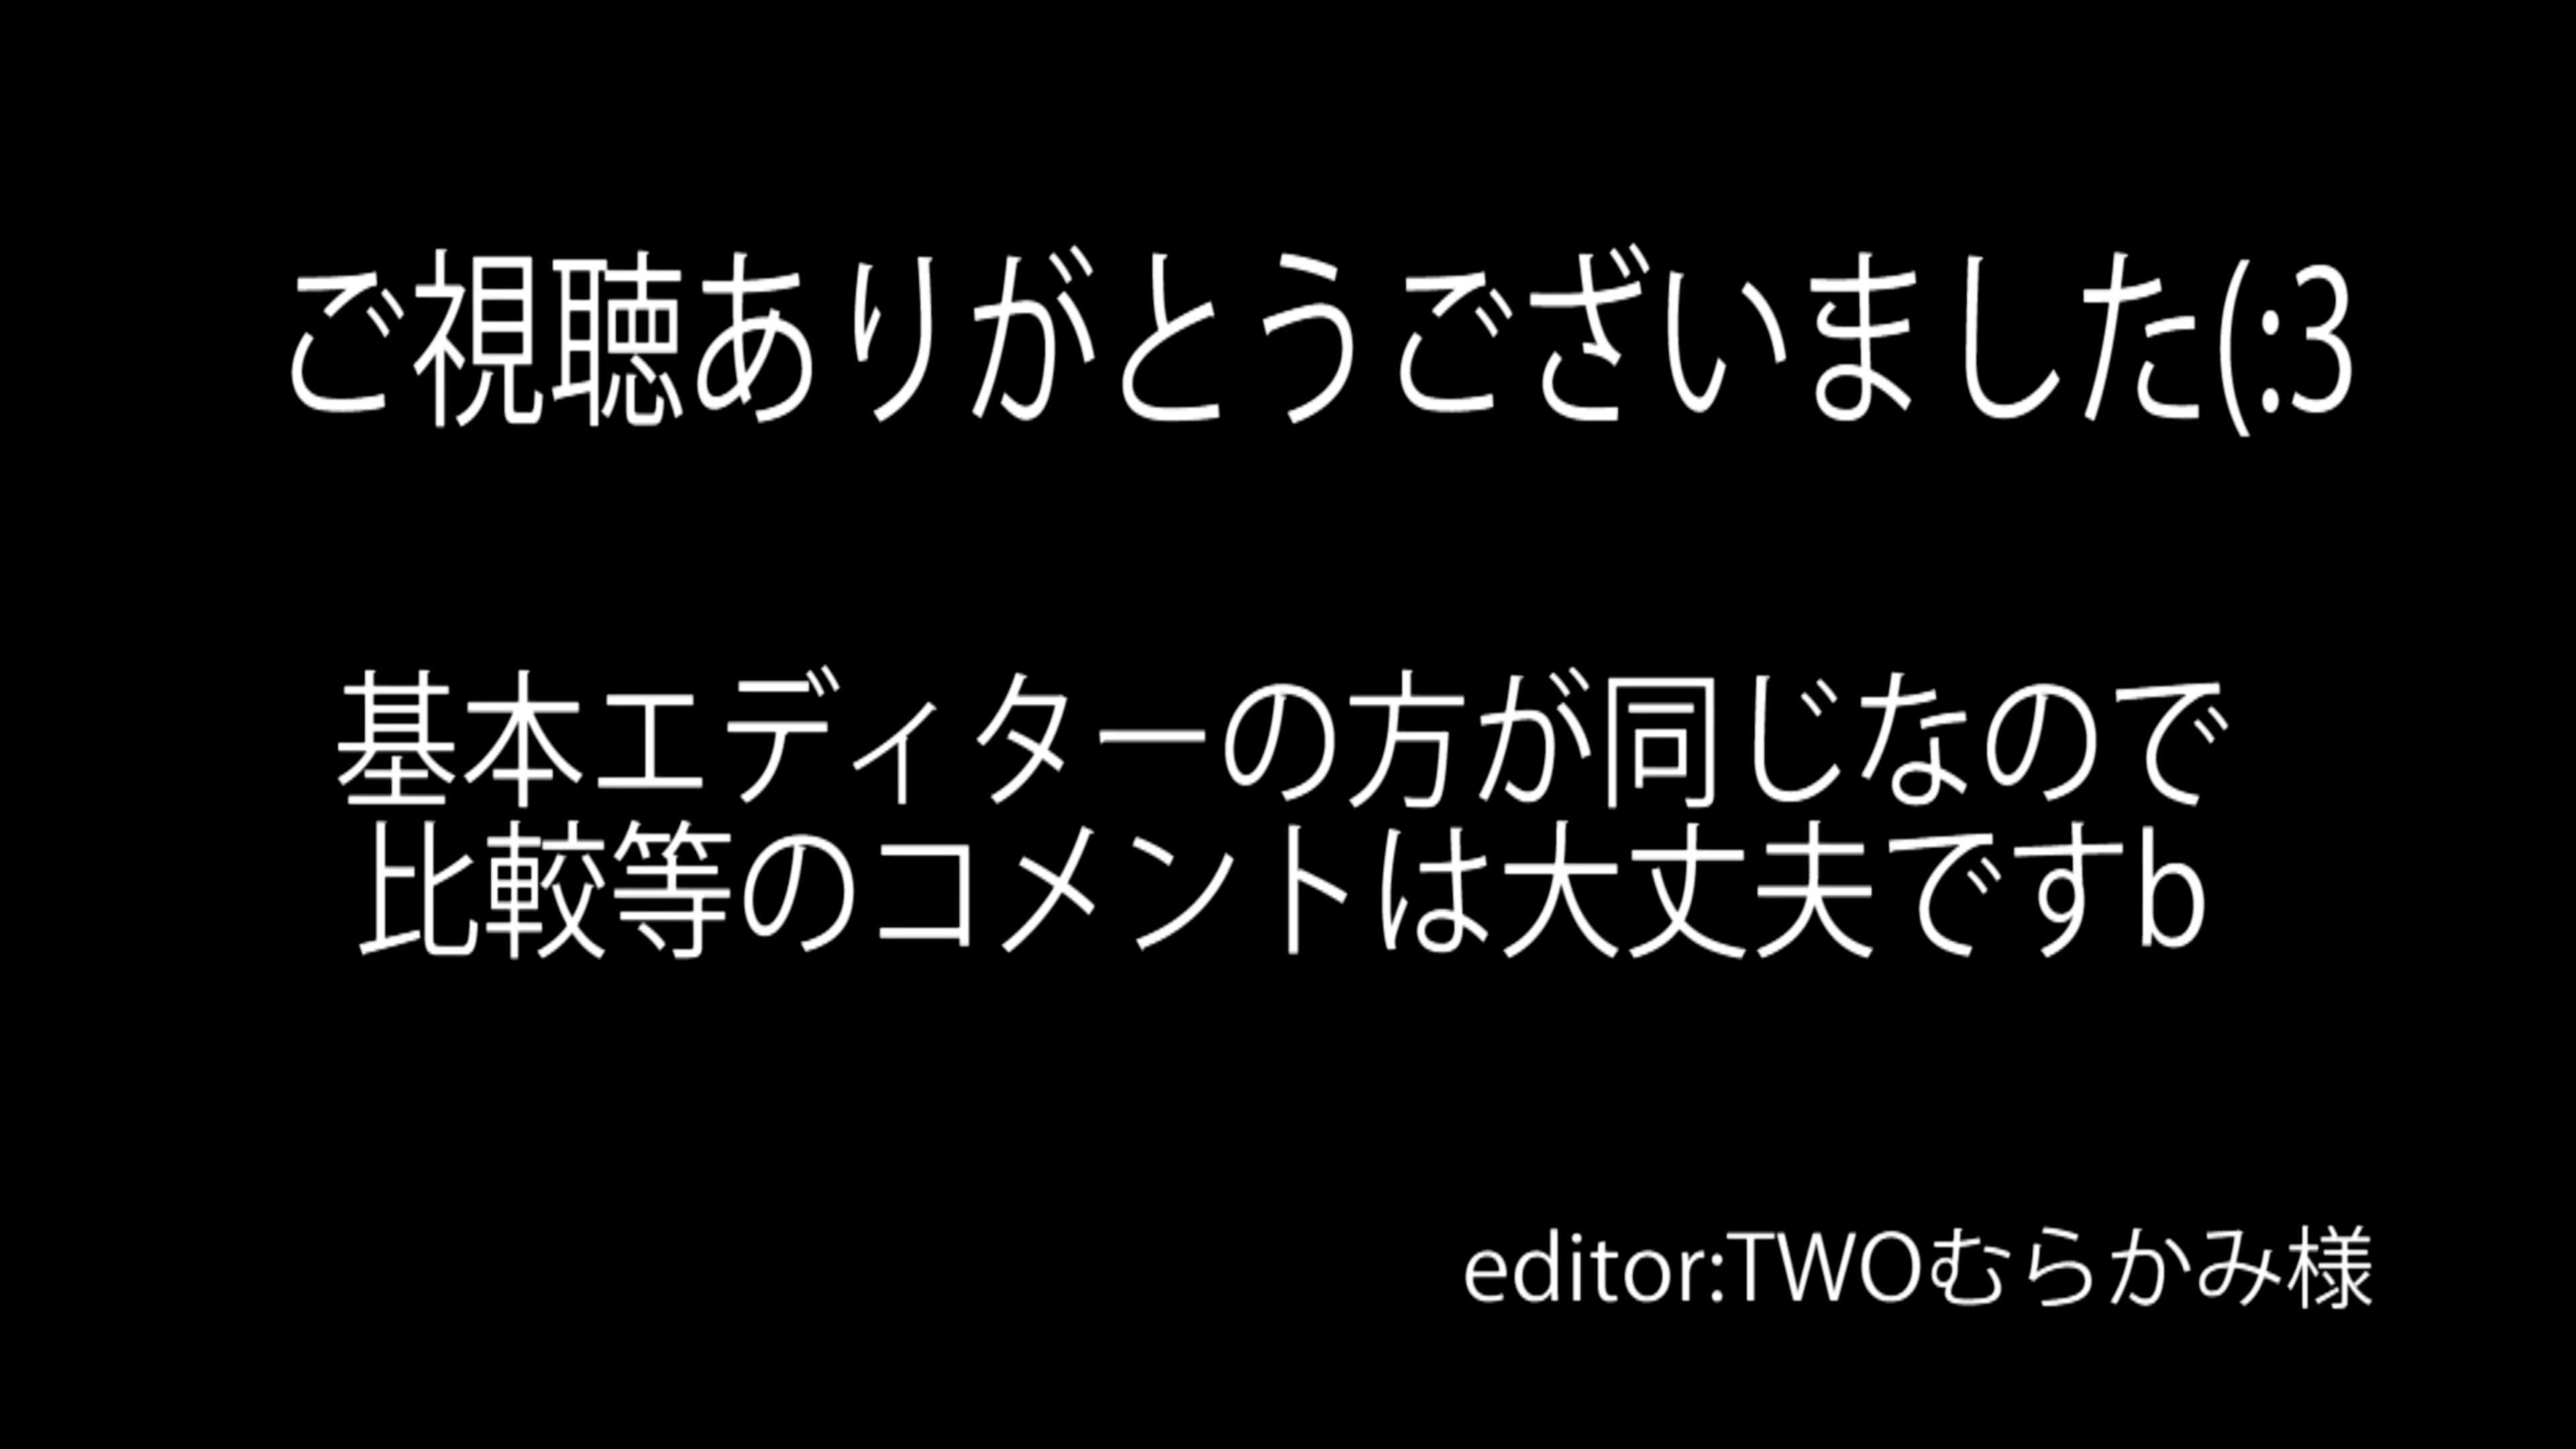 ご視聴ありがとうございました(:3
基本エディターの方が同じなので
比較等のコメントは大丈夫ですb
editor:TWOむらかみ様